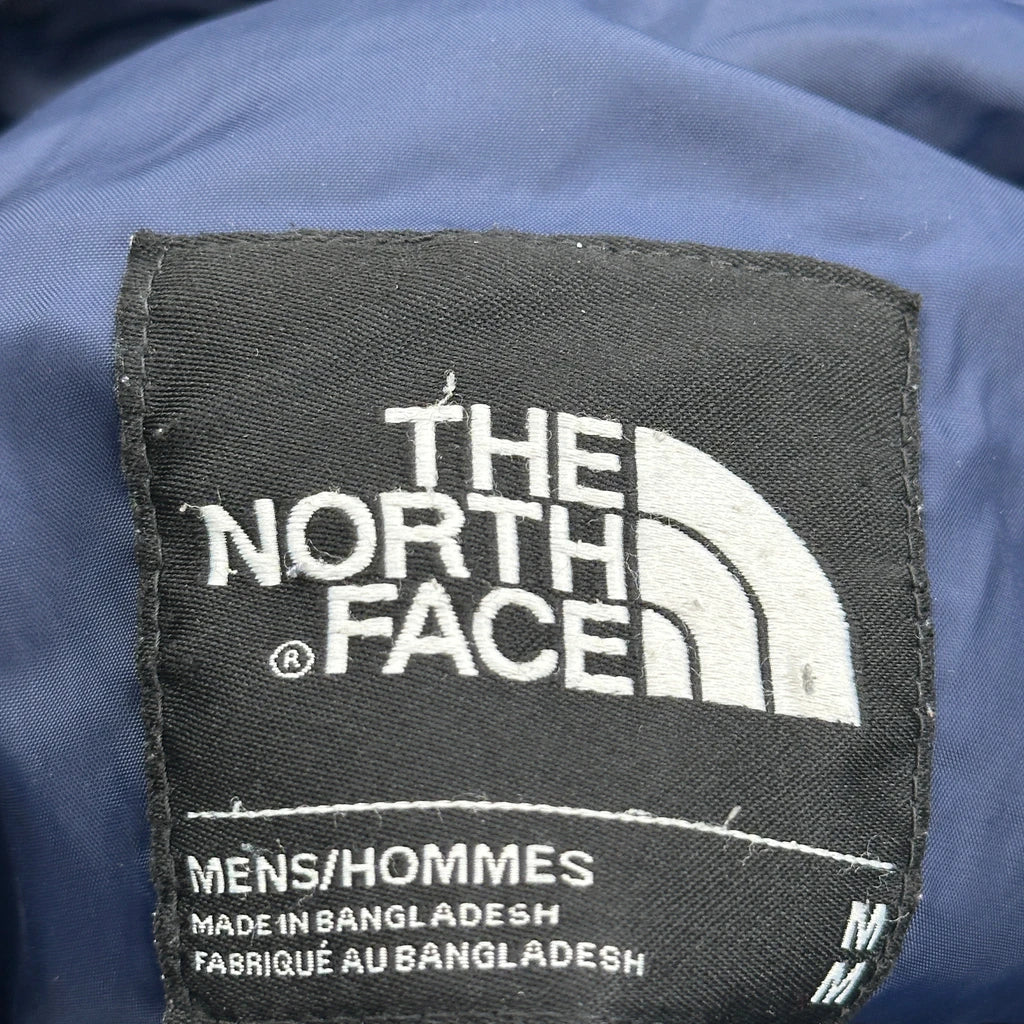 THE
NORTH
FACE
®
MENS/HOMMES
MADE IN BANGLADESH
FABRIQUÉ AU BANGLADESH
M
M